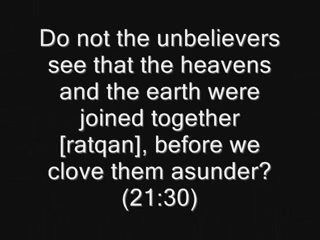 Do not the unbelievers
see that the heavens
and the earth were
joined together
[ratqan], before we
clove them asunder?
(21:30)